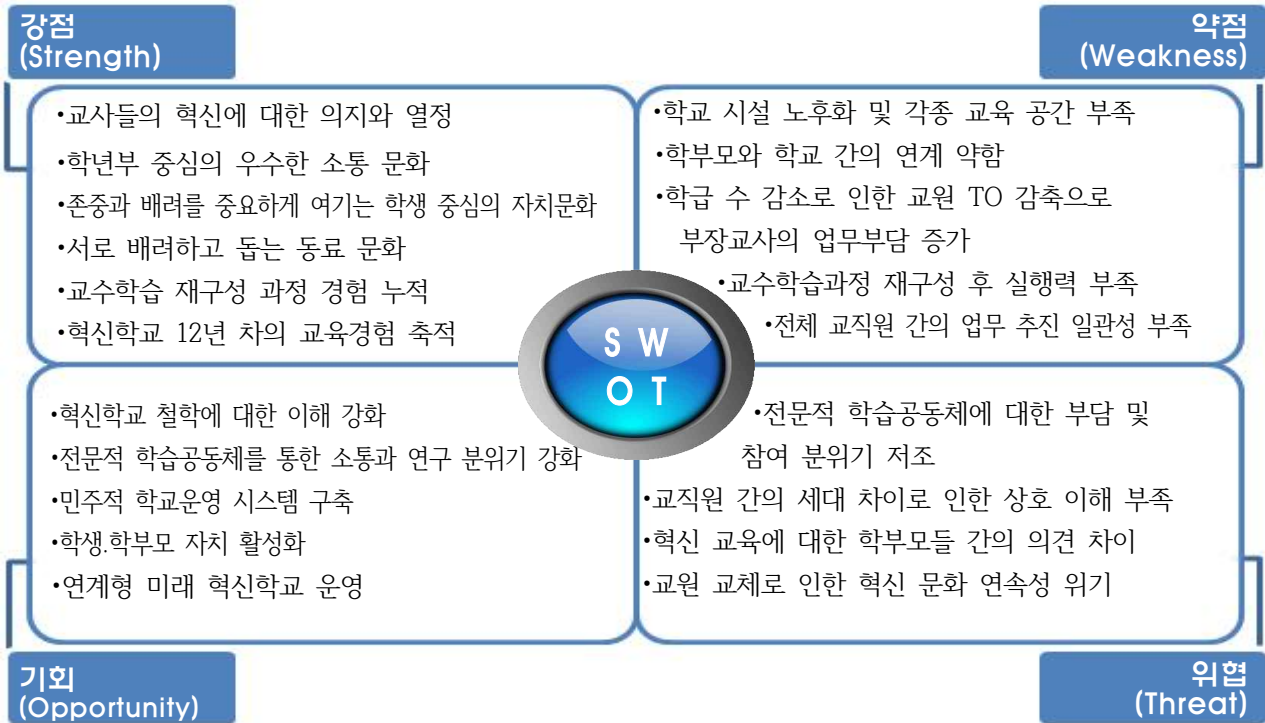 강점
(Strength)
•교사들의 혁신에 대한 의지와 열정
•학년부 중심의 우수한 소통 문화
•존중과 배려를 중요하게 여기는 학생 중심의 자치문화
•서로 배려하고 돕는 동료 문화
•교수학습 재구성 과정 경험 누적
•혁신학교 12년 차의 교육경험 축적
약점
(Weakness)
•학교 시설 노후화 및 각종 교육 공간 부족
•학부모와 학교 간의 연계 약함
•학급 수 감소로 인한 교원 TO 감축으로
부장교사의 업무부담 증가
•교수학습과정 재구성 후 실행력 부족
•전체 교직원 간의 업무 추진 일관성 부족
S W
O T
•혁신학교 철학에 대한 이해 강화
•전문적 학습공동체를 통한 소통과 연구 분위기 강화
•민주적 학교운영 시스템 구축
•학생.학부모 자치 활성화
•연계형 미래 혁신학교 운영
기회
(Opportunity)
•전문적 학습공동체에 대한 부담 및
참여 분위기 저조
•교직원 간의 세대 차이로 인한 상호 이해 부족
•혁신 교육에 대한 학부모들 간의 의견 차이
•교원 교체로 인한 혁신 문화 연속성 위기
위협
(Threat)